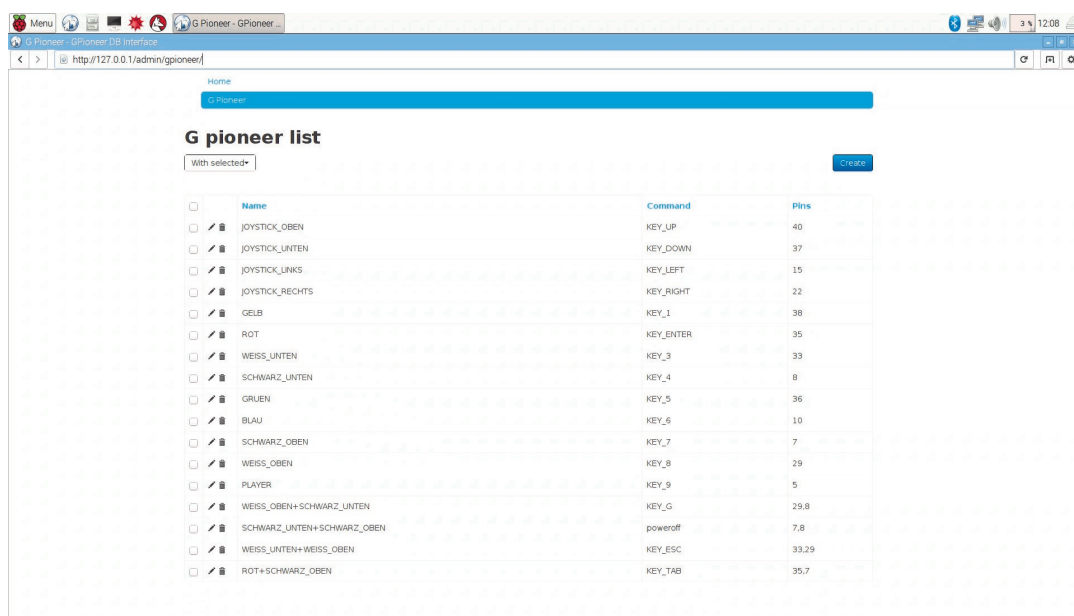 Menu G Pioneer - GPioneer ... 3 % 12:08
G Pioneer - GPioneer DB Interface
http://127.0.0.1/admin/gpioneer/
Home
G Pioneer
G pioneer list
With selected Create
Name Command Pins
JOYSTICK_OBEN KEY_UP 40
JOYSTICK_UNTEN KEY_DOWN 37
JOYSTICK_LINKS KEY_LEFT 15
JOYSTICK_RECHTS KEY_RIGHT 22
GELB KEY_1 38
ROT KEY_ENTER 35
WEISS_UNTEN KEY_3 33
SCHWARZ_UNTEN KEY_4 8
GRUEN KEY_5 36
BLAU KEY_6 10
SCHWARZ_OBEN KEY_7 7
WEISS_OBEN KEY_8 29
PLAYER KEY_9 5
WEISS_OBEN+SCHWARZ_UNTEN KEY_G 29,8
SCHWARZ_UNTEN+SCHWARZ_OBEN poweroff 7,8
WEISS_UNTEN+WEISS_OBEN KEY_ESC 33,29
ROT+SCHWARZ_OBEN KEY_TAB 35,7